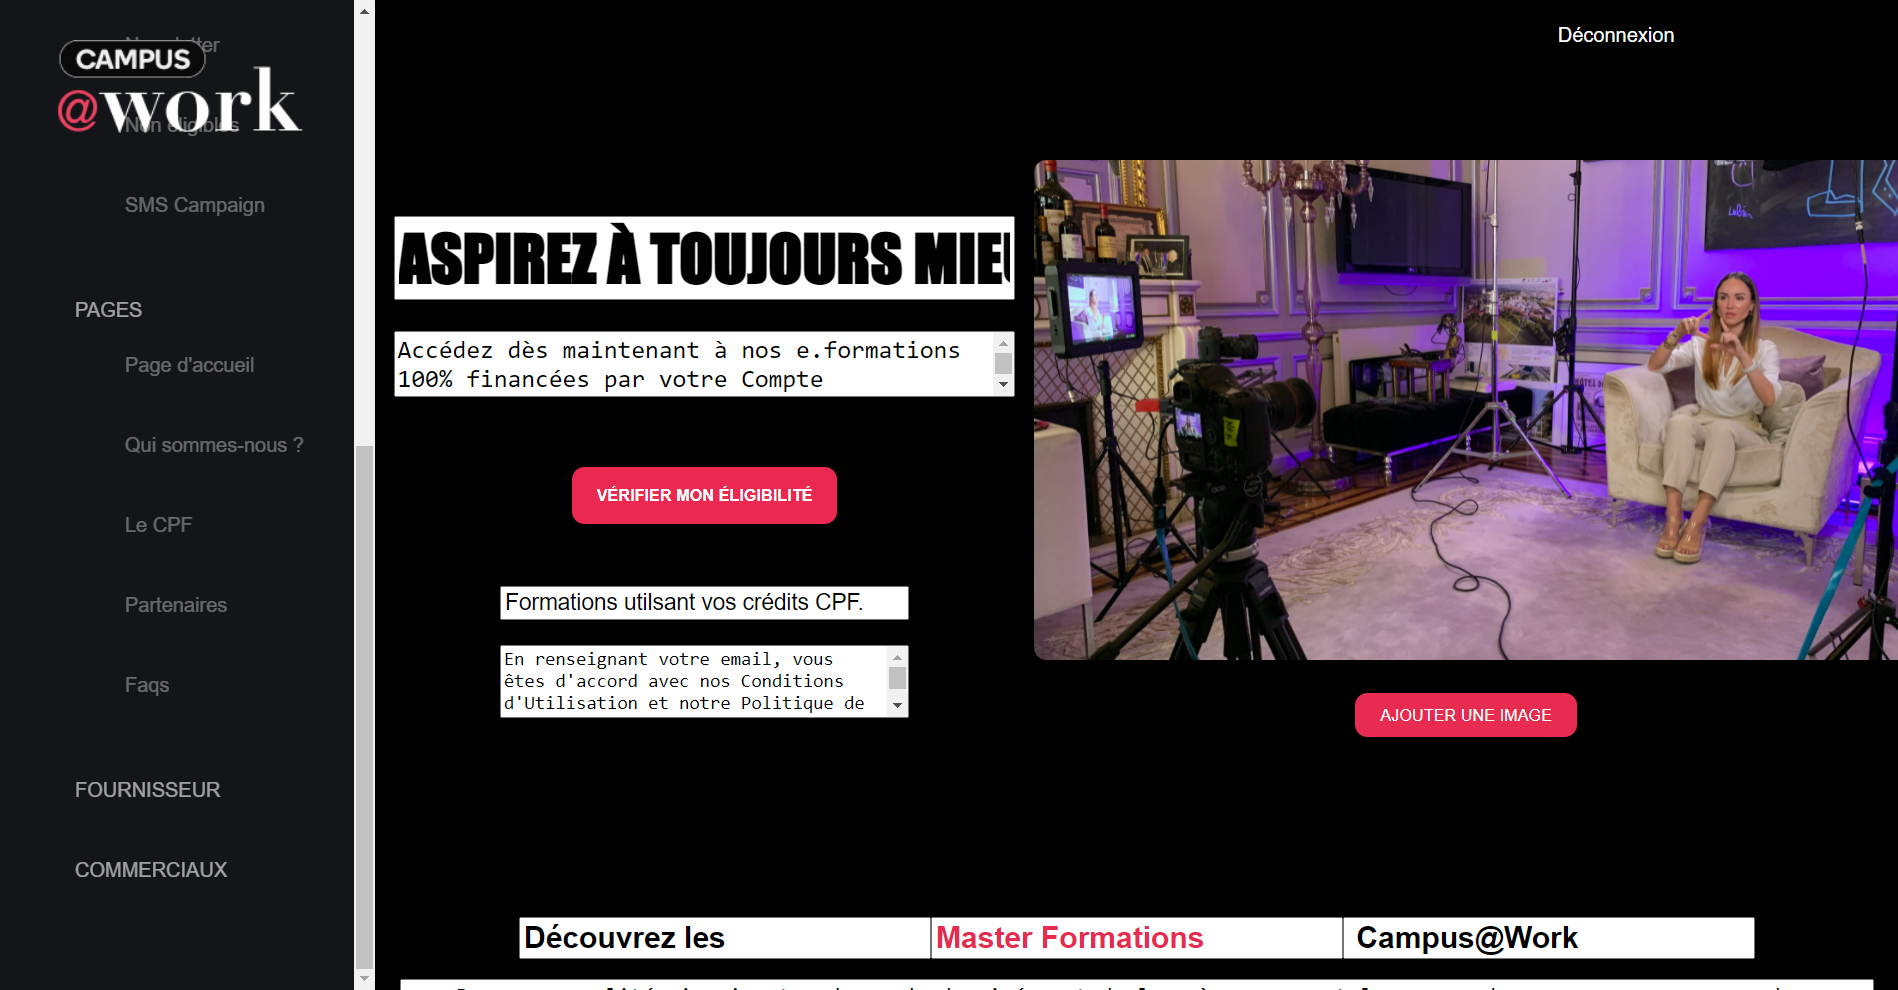 Newsletter
CAMPUS
@work
Non éligibles
SMS Campaign
PAGES
Page d'accueil
Qui sommes-nous ?
Le CPF
Partenaires
Faqs
FOURNISSEUR
COMMERCIAUX
Déconnexion
ASPIREZ À TOUJOURS
Accédez dès maintenant à nos e.formations
100% financées par votre Compte
VÉRIFIER MON ÉLIGIBILITÉ
Formations utilsant vos crédits CPF.
En renseignant votre email, vous
êtes d'accord avec nos Conditions
d'Utilisation et notre Politique de
AJOUTER UNE IMAGE
Découvrez les Master Formations Campus@Work